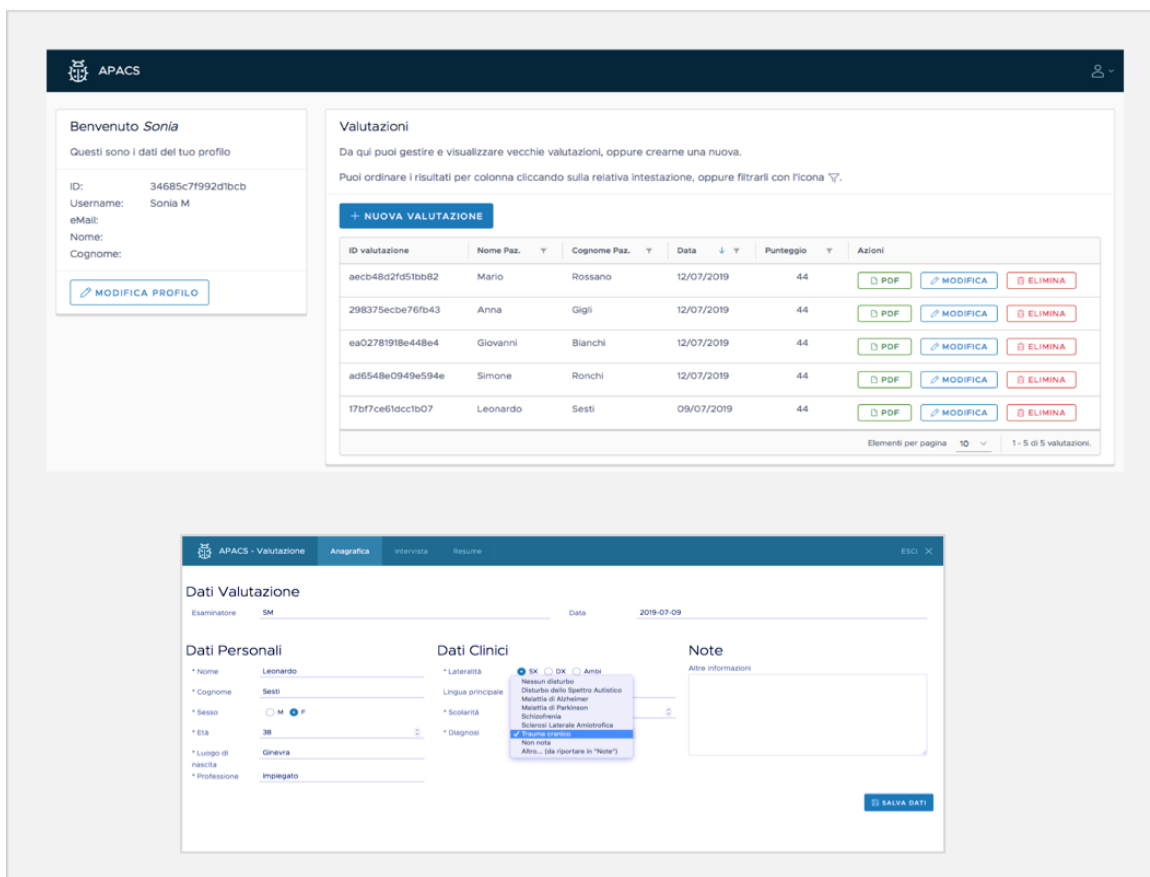 APACS
Benvenuto Sonia
Questi sono i dati del tuo profilo
ID: 34685c7f992d1bcb
Username: Sonia M
eMail:
Nome:
Cognome:
MODIFICA PROFILO
Valutazioni
Da qui puoi gestire e visualizzare vecchie valutazioni, oppure crearne una nuova.
Puoi ordinare i risultati per colonna cliccando sulla relativa intestazione, oppure filtrarli con l'icona
+ NUOVA VALUTAZIONE
ID valutazione Nome Paz. Cognome Paz. Data Punteggio Azioni
aecb48d2fd51bb82 Mario Rossano 12/07/2019 44 PDF MODIFICA ELIMINA
298375ecbe76fb43 Anna Gigli 12/07/2019 44 PDF MODIFICA ELIMINA
ea02781918e448e4 Giovanni Bianchi 12/07/2019 44 PDF MODIFICA ELIMINA
ad6548e0949e594e Simone Ronchi 12/07/2019 44 PDF MODIFICA ELIMINA
17bf7ce61dcc1b07 Leonardo Sesti 09/07/2019 44 PDF MODIFICA ELIMINA
Elementi per pagina 10 1 - 5 di 5 valutazioni.
APACS - Valutazione Anagrafica Intervista Resume ESCI
Dati Valutazione
Esaminatore SM Data 2019-07-09
Dati Personali
* Nome Leonardo
* Cognome Sesti
* Sesso M F
* Età 38
* Luogo di nascita Ginevra
* Professione Impiegato
Dati Clinici
* Lateralità SX DX Ambi
Lingua principale
* Scolarità
* Diagnosi
Nessun disturbo
Disturbo dello Spettro Autistico
Malattia di Alzheimer
Malattia di Parkinson
Schizofrenia
Sclerosi Laterale Amiotrofica
✓ Trauma cranico
Non nota
Altro... (da riportare in "Note")
Note
Altre informazioni
SALVA DATI